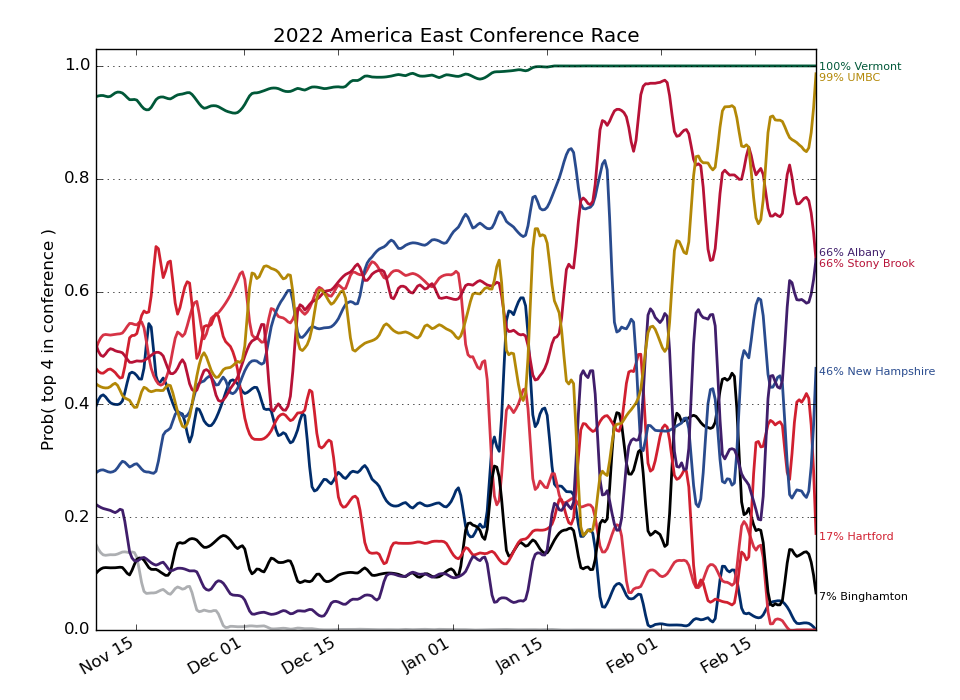 2022 America East Conference Race
Prob( top 4 in conference )
1.0
0.8
0.6
0.4
0.2
0.0
Nov 15
Dec 01
Dec 15
Jan 01
Jan 15
Feb 01
Feb 15
100% Vermont
99% UMBC
66% Albany
66% Stony Brook
46% New Hampshire
17% Hartford
7% Binghamton